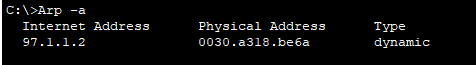 C:\>Arp -a
Internet Address Physical Address Type
97.1.1.2 0030.a318.be6a dynamic